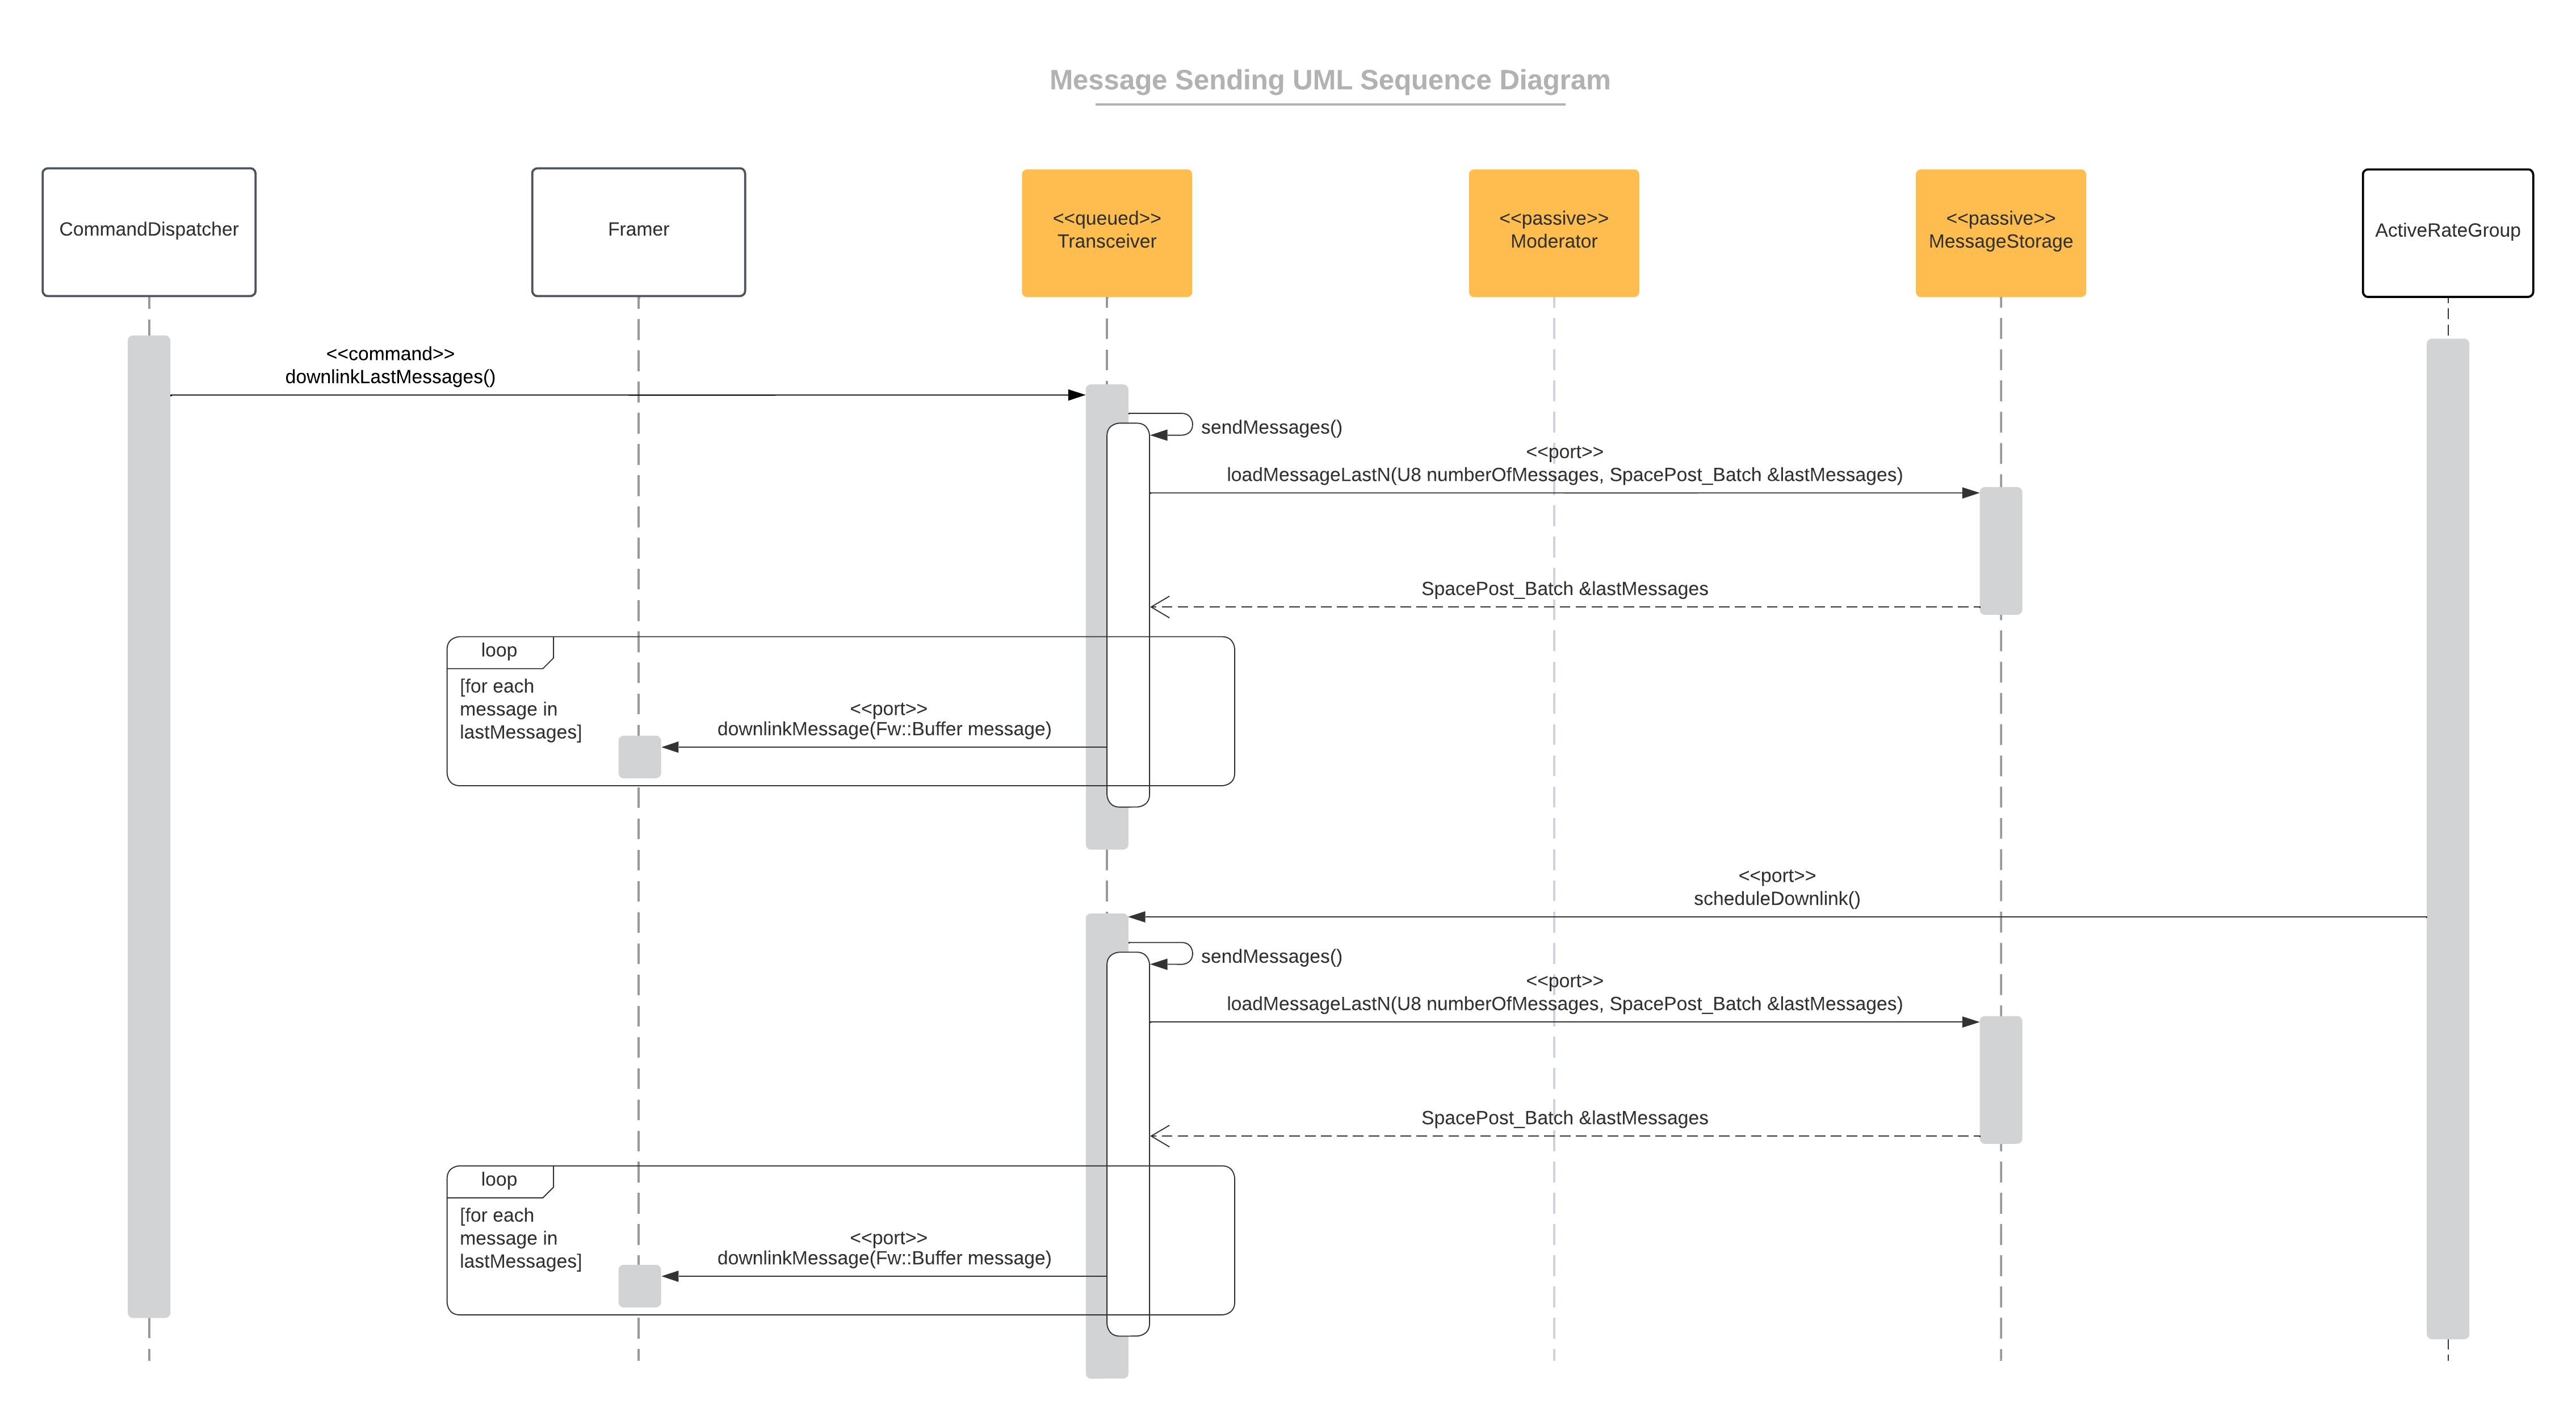 Message Sending UML Sequence Diagram
CommandDispatcher
Framer
<<queued>>
Transceiver
<<passive>>
Moderator
<<passive>>
MessageStorage
ActiveRateGroup
<<command>>
downlinkLastMessages()
sendMessages()
<<port>>
loadMessageLastN(U8 numberOfMessages, SpacePost_Batch &lastMessages)
SpacePost_Batch &lastMessages
loop
[for each
message in
lastMessages]
<<port>>
downlinkMessage(Fw::Buffer message)
<<port>>
scheduleDownlink()
sendMessages()
<<port>>
loadMessageLastN(U8 numberOfMessages, SpacePost_Batch &lastMessages)
SpacePost_Batch &lastMessages
loop
[for each
message in
lastMessages]
<<port>>
downlinkMessage(Fw::Buffer message)